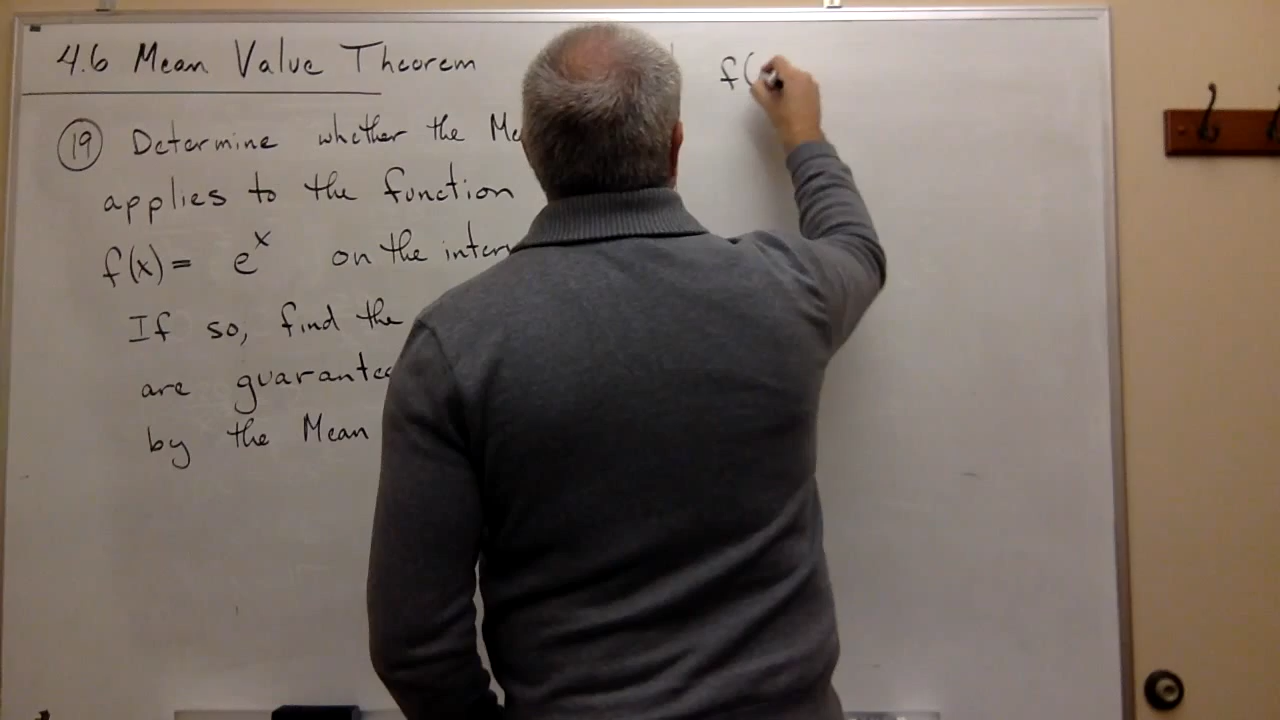 4.6 Mean Value Theorem
f(
19 Determine whether the Me
applies to the function
f(x) = e^x on the inter
If so, find the
are guarantee
by the Mean